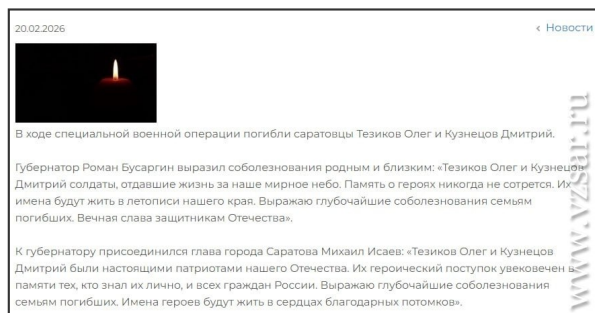 20.02.2026
‹ Новости
В ходе специальной военной операции погибли саратовцы Тезиков Олег и Кузнецов Дмитрий.
Губернатор Роман Бусаргин выразил соболезнования родным и близким: «Тезиков Олег и Кузнецов
Дмитрий солдаты, отдавшие жизнь за наше мирное небо. Память о героях никогда не сотрется. Их
имена будут жить в летописи нашего края. Выражаю глубочайшие соболезнования семьям
погибших. Вечная слава защитникам Отечества».
К губернатору присоединился глава города Саратова Михаил Исаев: «Тезиков Олег и Кузнецов
Дмитрий были настоящими патриотами нашего Отечества. Их героический поступок увековечен в
памяти тех, кто знал их лично, и всех граждан России. Выражаю глубочайшие соболезнования
семьям погибших. Имена героев будут жить в сердцах благодарных потомков».
www.vzsar.ru